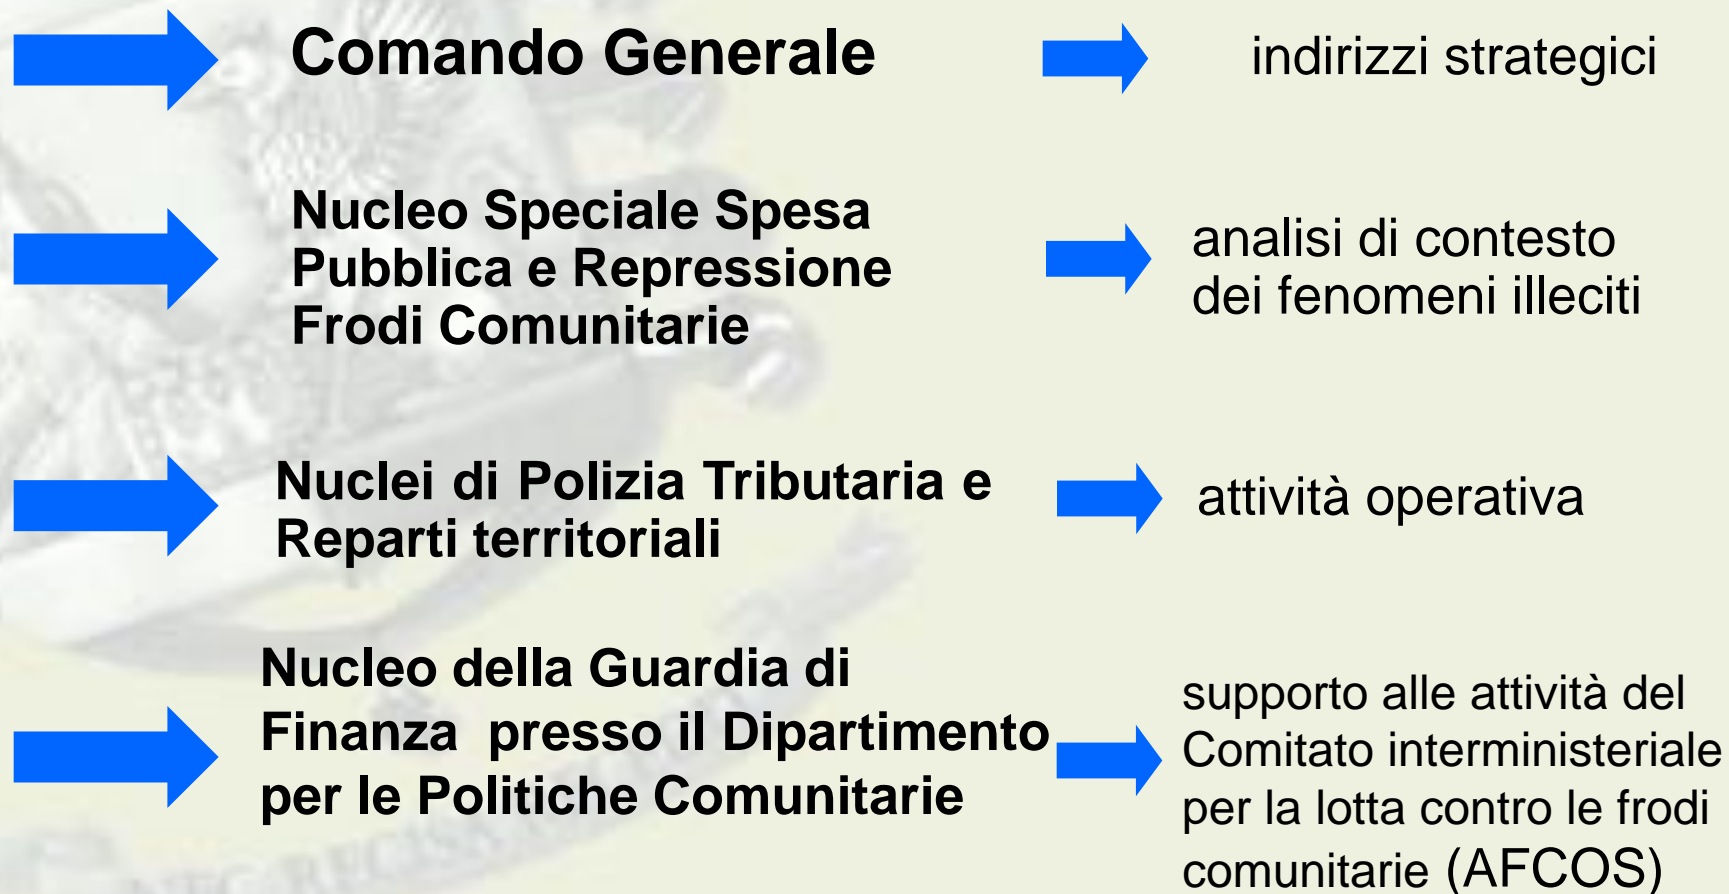 Comando Generale
indirizzi strategici
Nucleo Speciale Spesa
Pubblica e Repressione
Frodi Comunitarie
analisi di contesto
dei fenomeni illeciti
Nuclei di Polizia Tributaria e
Reparti territoriali
attività operativa
Nucleo della Guardia di
Finanza presso il Dipartimento
per le Politiche Comunitarie
supporto alle attività del
Comitato interministeriale
per la lotta contro le frodi
comunitarie (AFCOS)